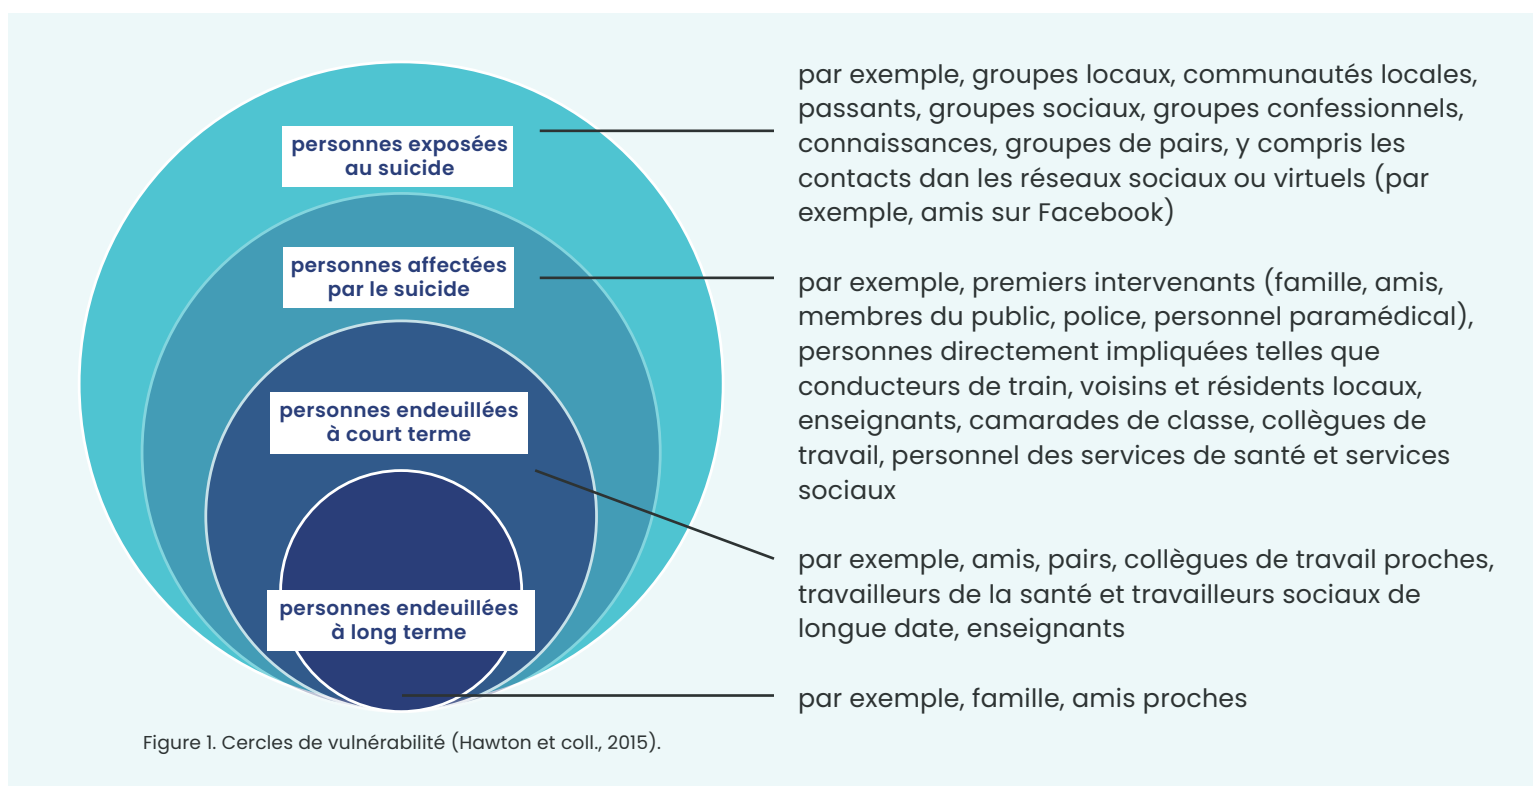 personnes exposées
au suicide
par exemple, groupes locaux, communautés locales,
passants, groupes sociaux, groupes confessionnels,
connaissances, groupes de pairs, y compris les
contacts dan les réseaux sociaux ou virtuels (par
exemple, amis sur Facebook)
personnes affectées
par le suicide
par exemple, premiers intervenants (famille, amis,
membres du public, police, personnel paramédical),
personnes directement impliquées telles que
conducteurs de train, voisins et résidents locaux,
enseignants, camarades de classe, collègues de
travail, personnel des services de santé et services
sociaux
personnes endeuillées
à court terme
par exemple, amis, pairs, collègues de travail proches,
travailleurs de la santé et travailleurs sociaux de
longue date, enseignants
personnes endeuillées
à long terme
par exemple, famille, amis proches
Figure 1. Cercles de vulnérabilité (Hawton et coll., 2015).